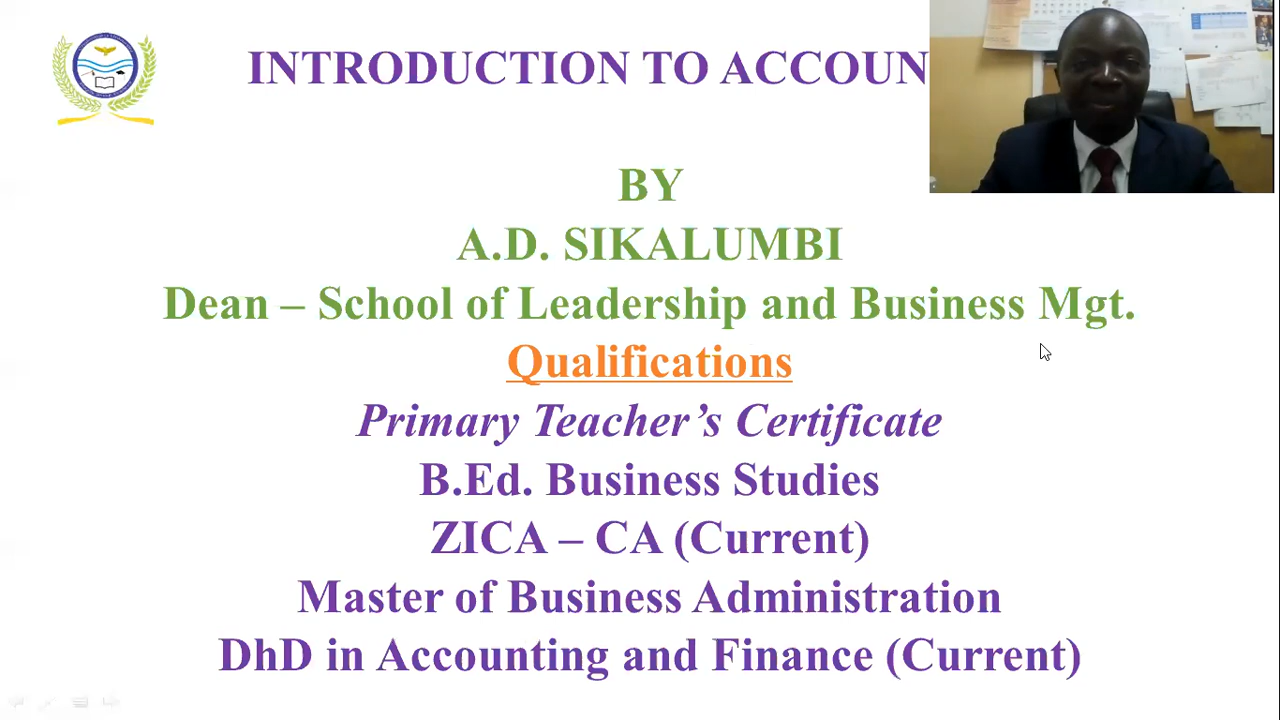 INTRODUCTION TO ACCOUN
BY
A.D. SIKALUMBI
Dean – School of Leadership and Business Mgt.
Qualifications
Primary Teacher’s Certificate
B.Ed. Business Studies
ZICA – CA (Current)
Master of Business Administration
DhD in Accounting and Finance (Current)